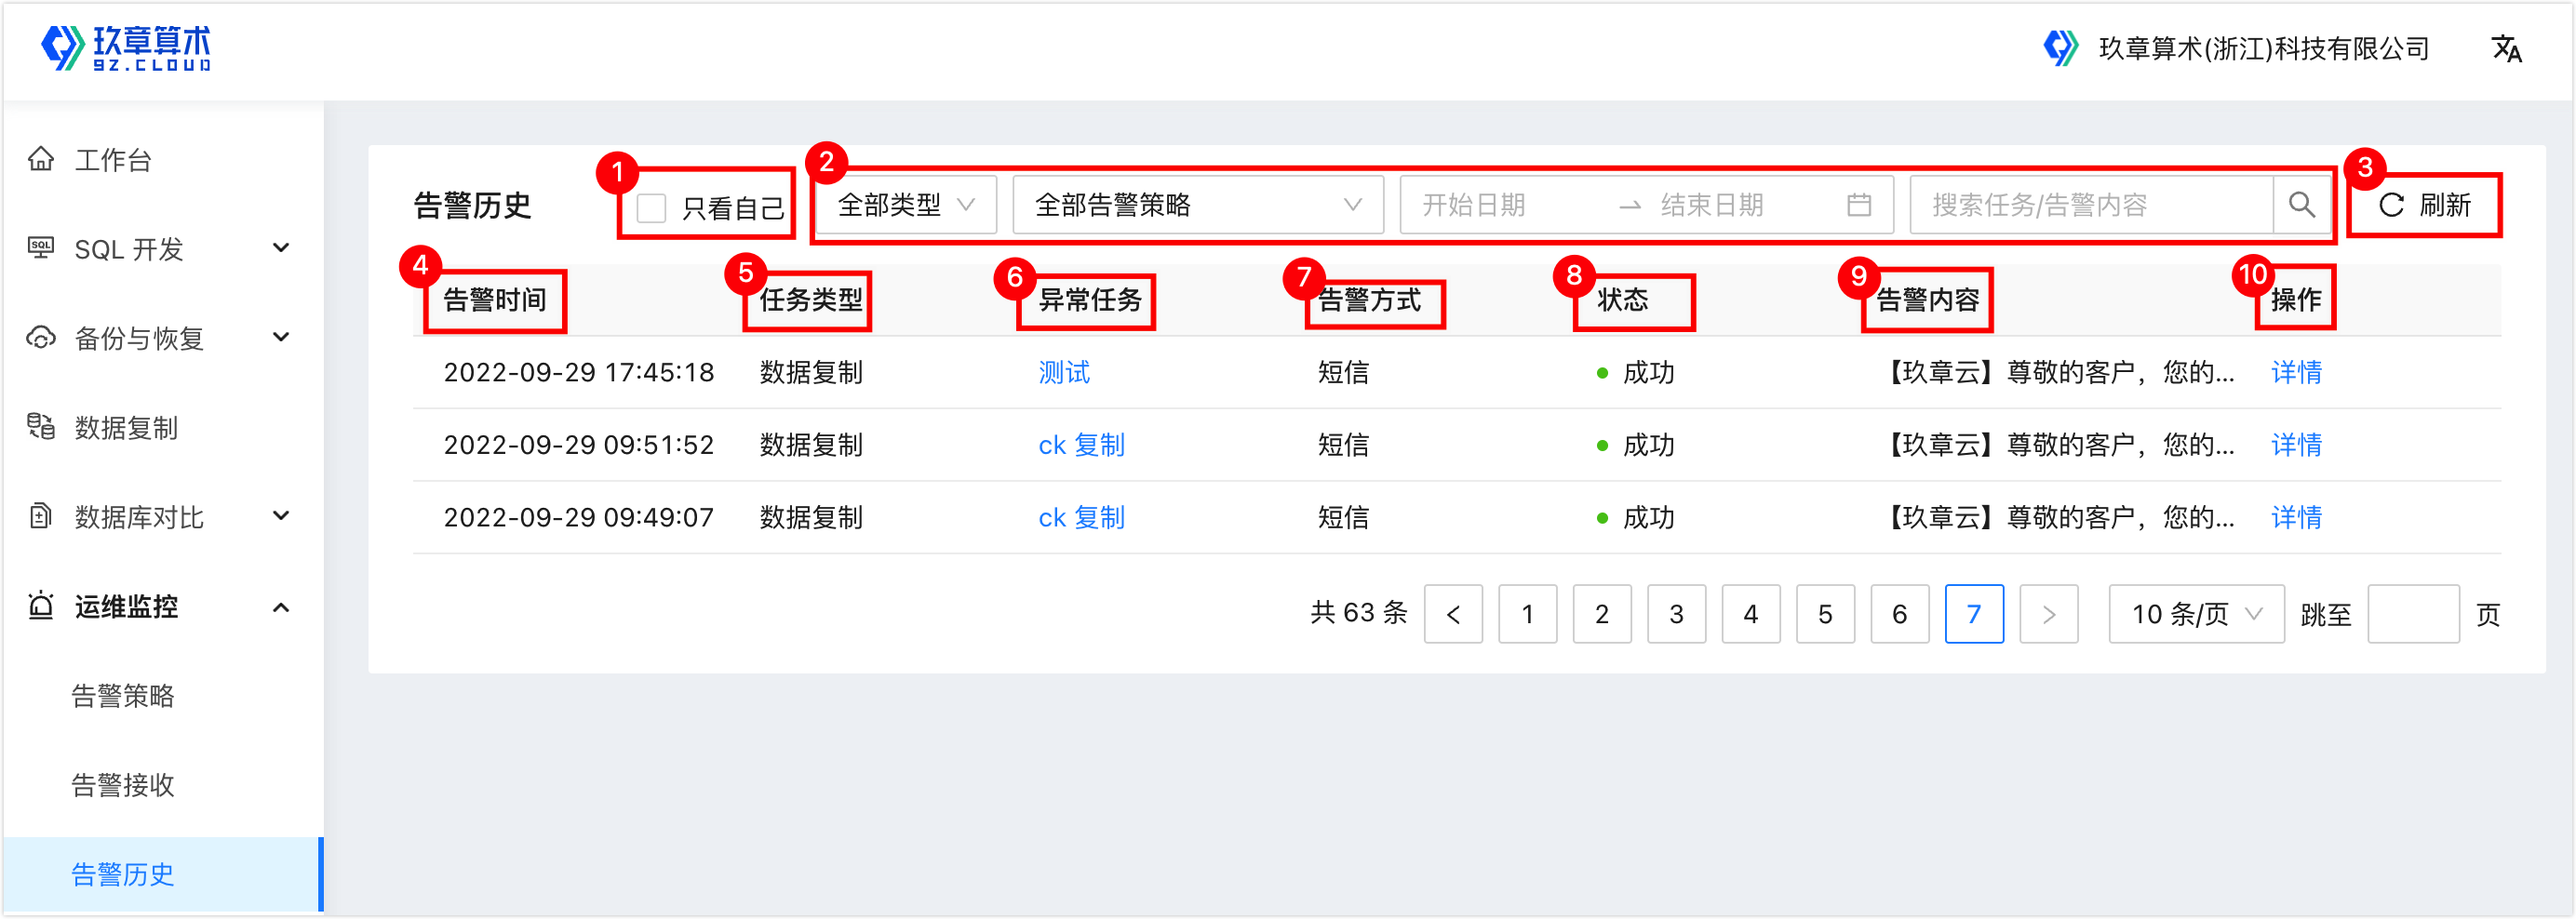 玖章算术
9Z.CLOUD
玖章算术(浙江)科技有限公司
文A
工作台
SQL
SQL 开发
备份与恢复
数据复制
数据库对比
运维监控
告警策略
告警接收
告警历史
告警历史
1
只看自己
2
全部类型
全部告警策略
开始日期 → 结束日期
搜索任务/告警内容
3
刷新
4 告警时间
5 任务类型
6 异常任务
7 告警方式
8 状态
9 告警内容
10 操作
2022-09-29 17:45:18 数据复制 测试 短信 成功 【玖章云】尊敬的客户，您的... 详情
2022-09-29 09:51:52 数据复制 ck 复制 短信 成功 【玖章云】尊敬的客户，您的... 详情
2022-09-29 09:49:07 数据复制 ck 复制 短信 成功 【玖章云】尊敬的客户，您的... 详情
共 63 条 < 1 2 3 4 5 6 7 > 10 条/页 跳至 页